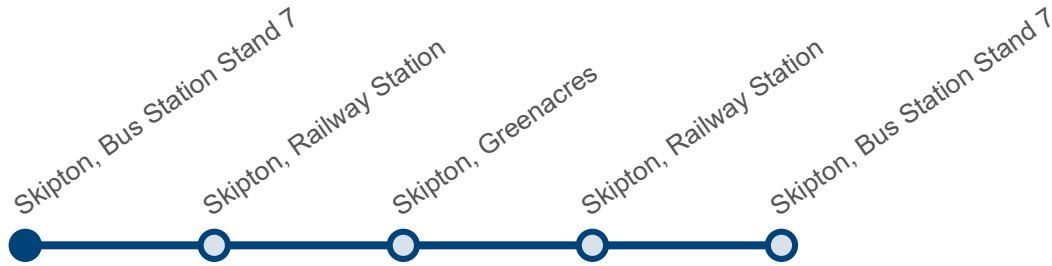 Skipton, Bus Station Stand 7
Skipton, Railway Station
Skipton, Greenacres
Skipton, Railway Station
Skipton, Bus Station Stand 7